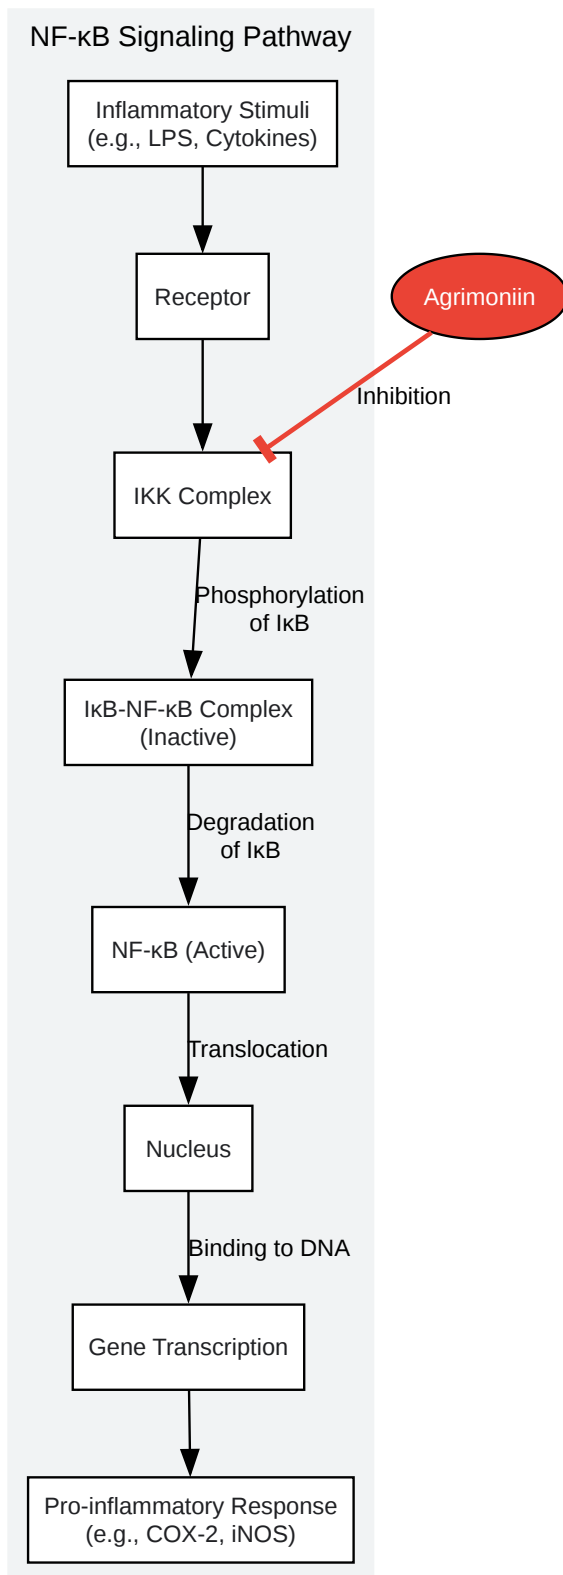 NF-κB Signaling Pathway
Inflammatory Stimuli
(e.g., LPS, Cytokines)
Receptor
Agrimoniin
Inhibition
IKK Complex
Phosphorylation
of IκB
IκB-NF-κB Complex
(Inactive)
Degradation
of IκB
NF-κB (Active)
Translocation
Nucleus
Binding to DNA
Gene Transcription
Pro-inflammatory Response
(e.g., COX-2, iNOS)